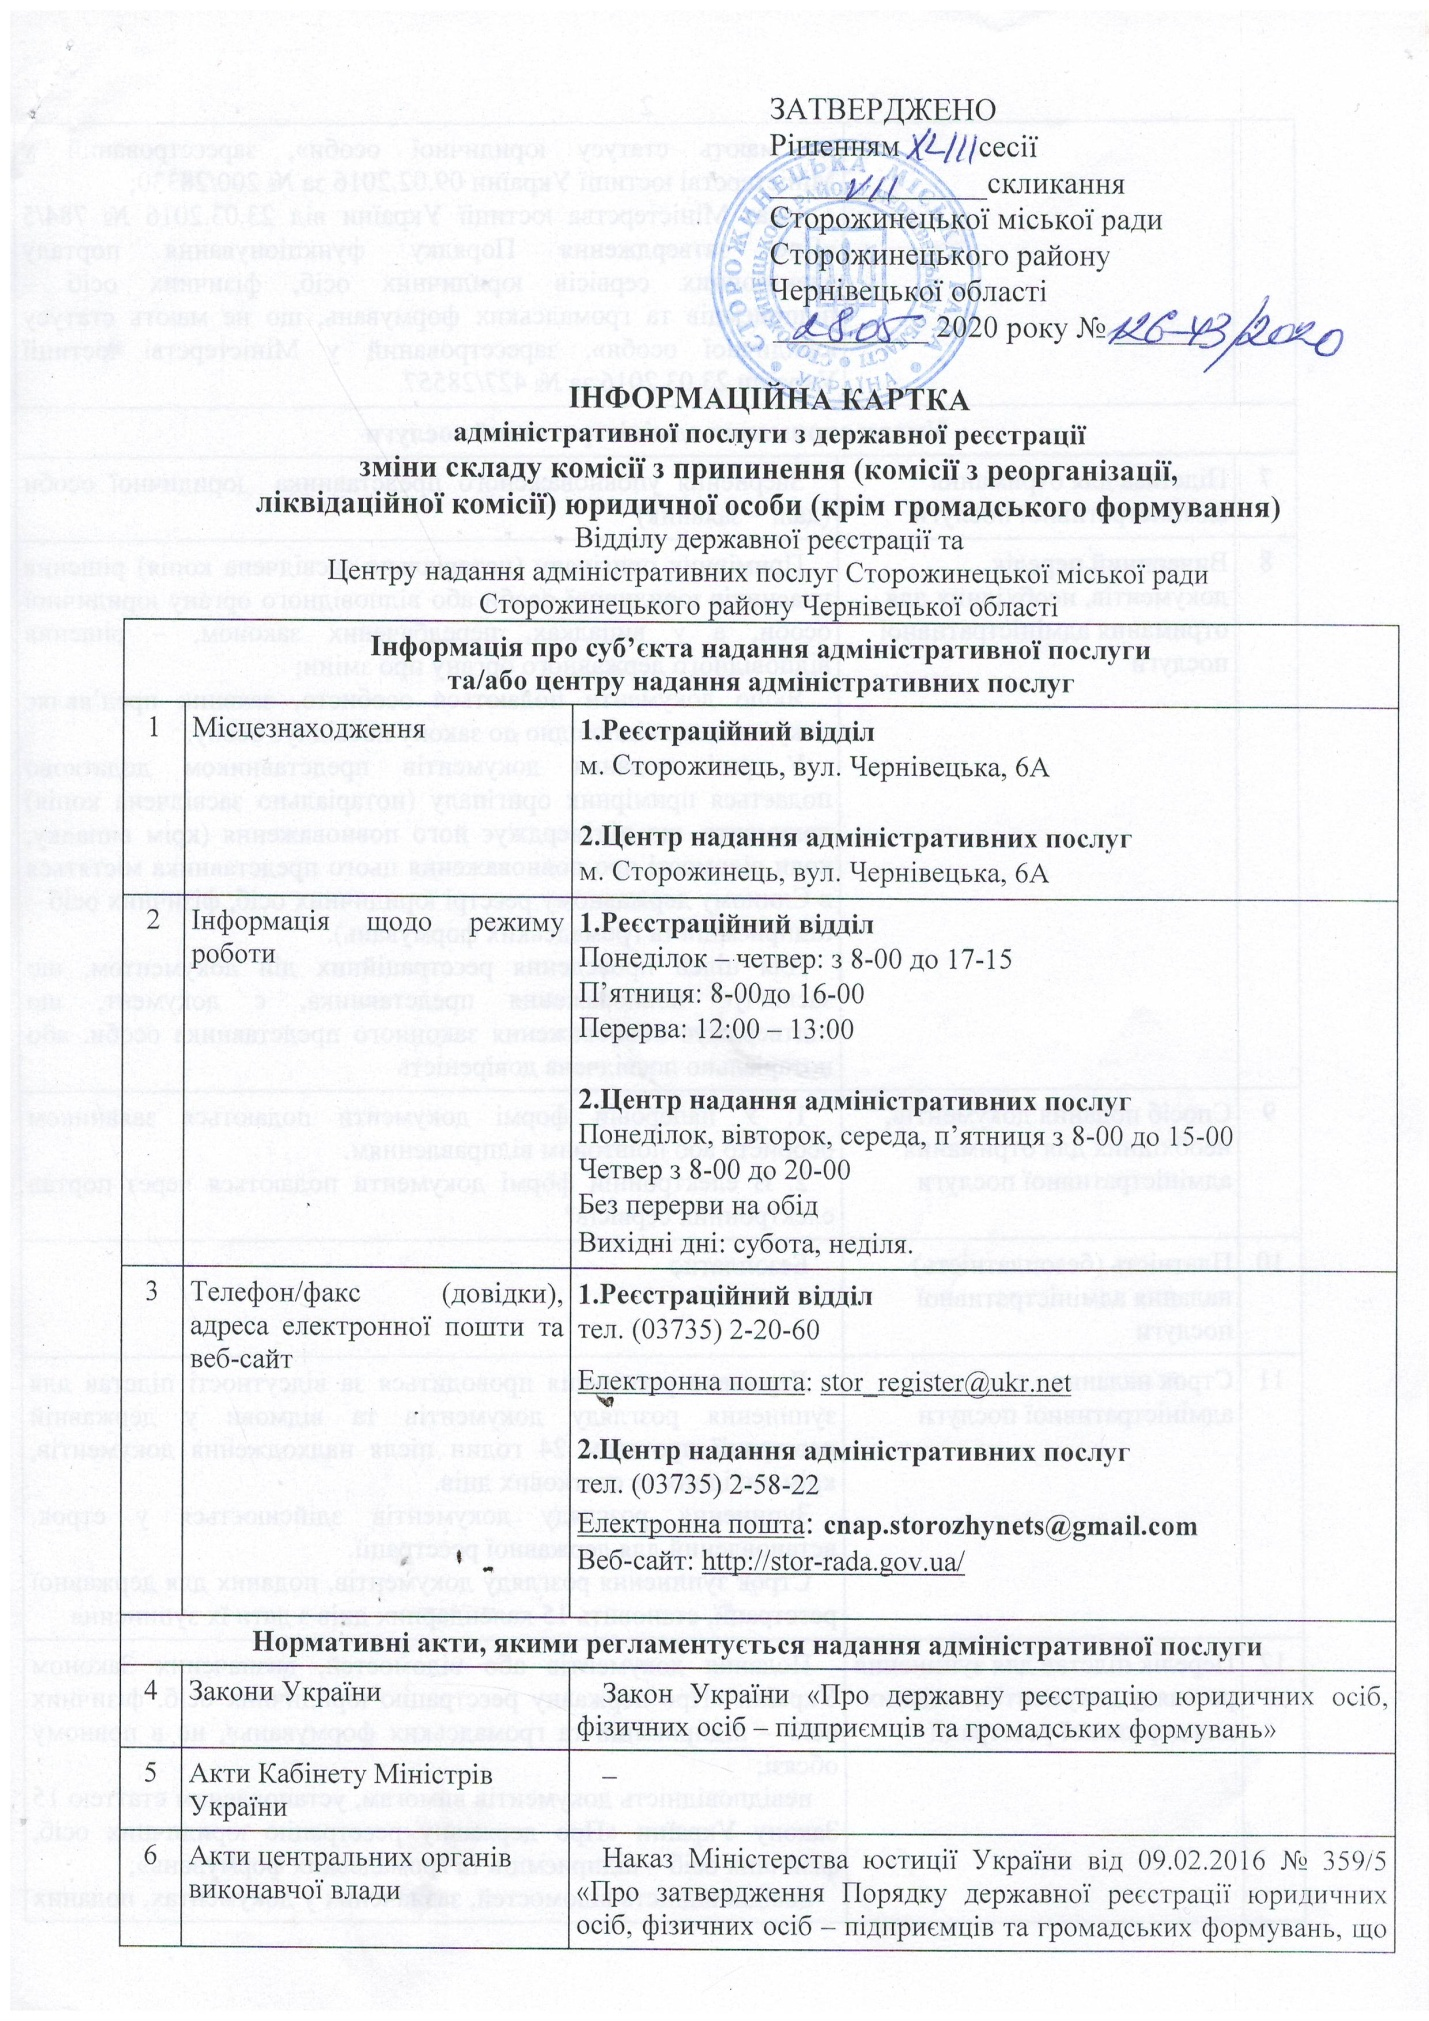 ЗАТВЕРДЖЕНО
Рішенням XLIII сесії
VII скликання
Сторожинецької міської ради
Сторожинецького району
Чернівецької області
28.05 2020 року № 126-43/2020
ІНФОРМАЦІЙНА КАРТКА
адміністративної послуги з державної реєстрації
зміни складу комісії з припинення (комісії з реорганізації,
ліквідаційної комісії) юридичної особи (крім громадського формування)
Відділу державної реєстрації та
Центру надання адміністративних послуг Сторожинецької міської ради
Сторожинецького району Чернівецької області
Інформація про суб’єкта надання адміністративної послуги
та/або центру надання адміністративних послуг
1 Місцезнаходження
1.Реєстраційний відділ
м. Сторожинець, вул. Чернівецька, 6А
2.Центр надання адміністративних послуг
м. Сторожинець, вул. Чернівецька, 6А
2 Інформація щодо режиму
роботи
1.Реєстраційний відділ
Понеділок – четвер: з 8-00 до 17-15
П’ятниця: 8-00до 16-00
Перерва: 12:00 – 13:00
2.Центр надання адміністративних послуг
Понеділок, вівторок, середа, п’ятниця з 8-00 до 15-00
Четвер з 8-00 до 20-00
Без перерви на обід
Вихідні дні: субота, неділя.
3 Телефон/факс (довідки),
адреса електронної пошти та
веб-сайт
1.Реєстраційний відділ
тел. (03735) 2-20-60
Електронна пошта: stor_register@ukr.net
2.Центр надання адміністративних послуг
тел. (03735) 2-58-22
Електронна пошта: cnap.storozhynets@gmail.com
Веб-сайт: http://stor-rada.gov.ua/
Нормативні акти, якими регламентується надання адміністративної послуги
4 Закони України
Закон України «Про державну реєстрацію юридичних осіб,
фізичних осіб – підприємців та громадських формувань»
5 Акти Кабінету Міністрів
України
–
6 Акти центральних органів
виконавчої влади
Наказ Міністерства юстиції України від 09.02.2016 № 359/5
«Про затвердження Порядку державної реєстрації юридичних
осіб, фізичних осіб – підприємців та громадських формувань, що